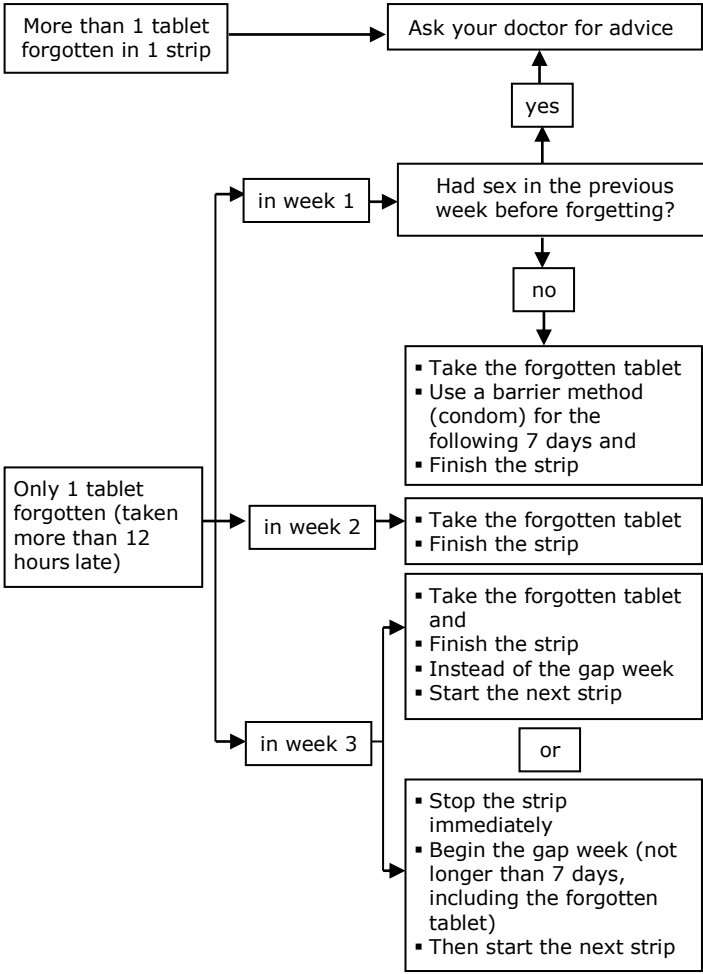 More than 1 tablet
forgotten in 1 strip
Ask your doctor for advice
yes
in week 1
Had sex in the previous
week before forgetting?
no
▪ Take the forgotten tablet
▪ Use a barrier method
(condom) for the
following 7 days and
▪ Finish the strip
Only 1 tablet
forgotten (taken
more than 12
hours late)
in week 2
▪ Take the forgotten tablet
▪ Finish the strip
in week 3
▪ Take the forgotten tablet
and
▪ Finish the strip
▪ Instead of the gap week
▪ Start the next strip
or
▪ Stop the strip
immediately
▪ Begin the gap week (not
longer than 7 days,
including the forgotten
tablet)
▪ Then start the next strip